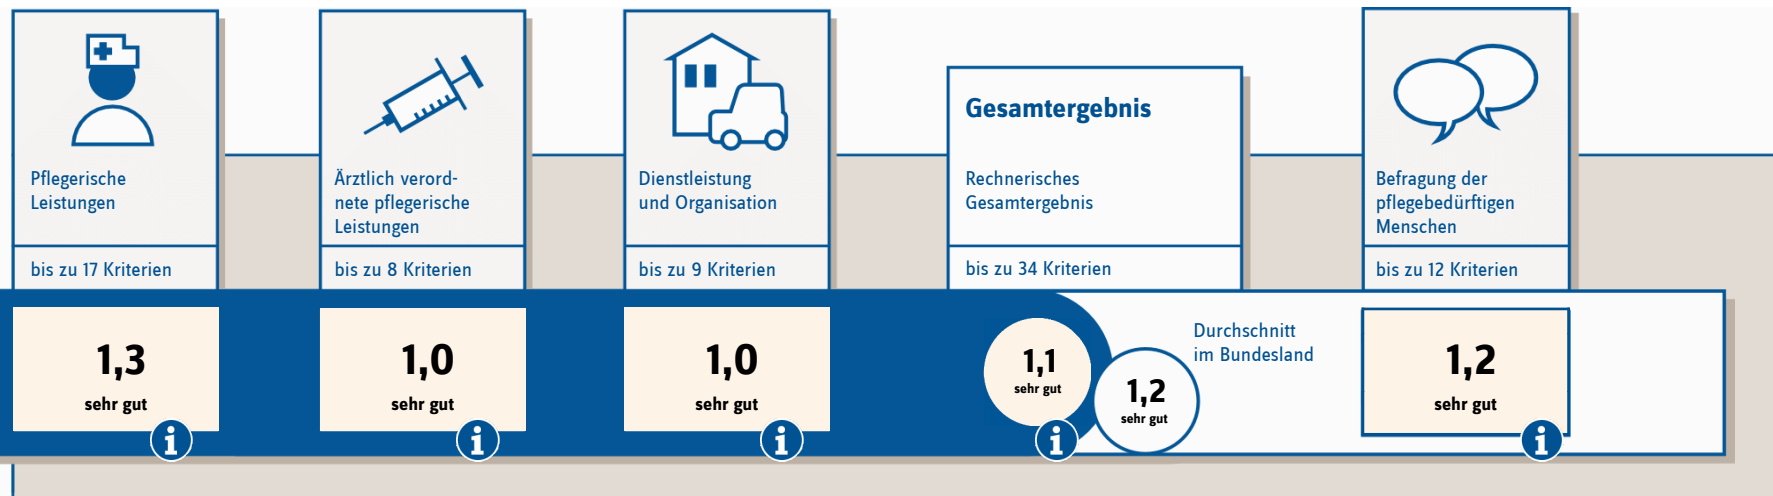 Pflegerische
Leistungen
bis zu 17 Kriterien
1,3
sehr gut
i
Ärztlich verord-
nete pflegerische
Leistungen
bis zu 8 Kriterien
1,0
sehr gut
i
Dienstleistung
und Organisation
bis zu 9 Kriterien
1,0
sehr gut
i
Gesamtergebnis
Rechnerisches
Gesamtergebnis
bis zu 34 Kriterien
1,1
sehr gut
i
Durchschnitt
im Bundesland
1,2
sehr gut
Befragung der
pflegebedürftigen
Menschen
bis zu 12 Kriterien
1,2
sehr gut
i